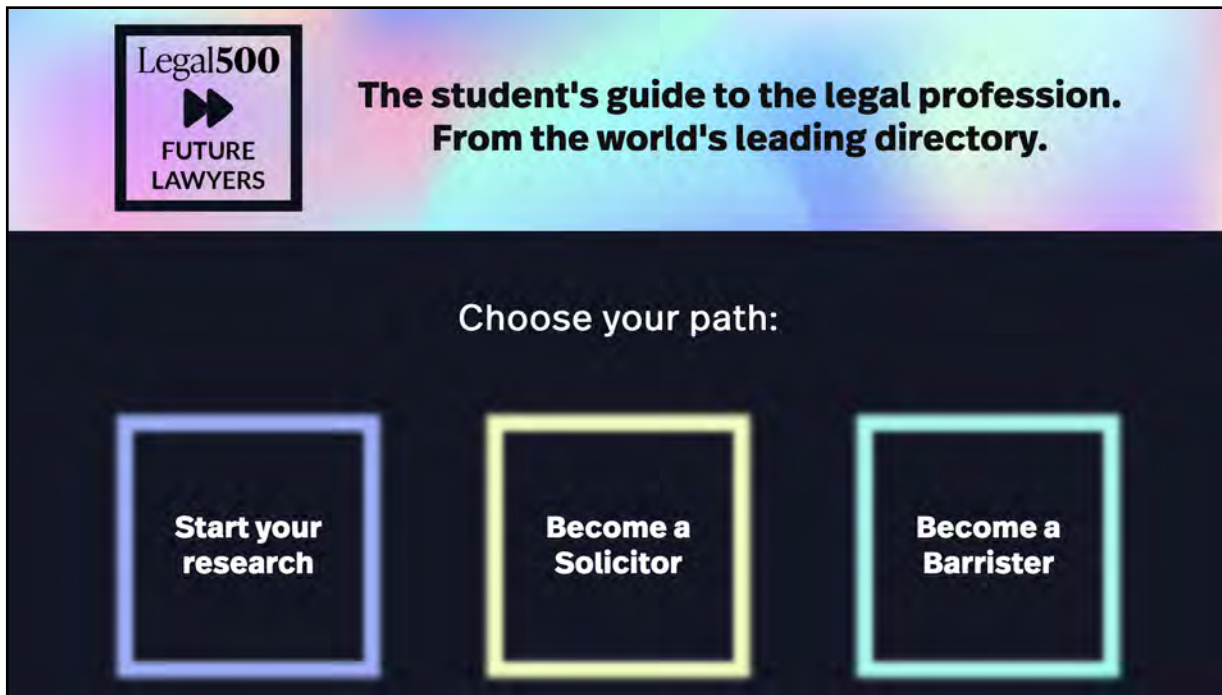 Legal500
FUTURE
LAWYERS
The student's guide to the legal profession.
From the world's leading directory.
Choose your path:
Start your
research
Become a
Solicitor
Become a
Barrister